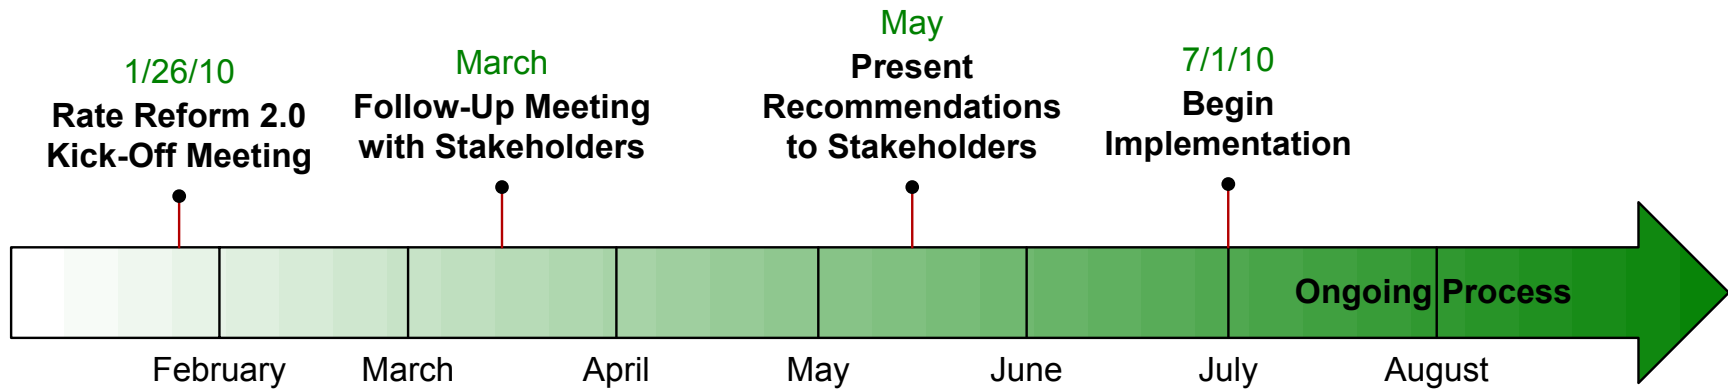 1/26/10
Rate Reform 2.0
Kick-Off Meeting
March
Follow-Up Meeting
with Stakeholders
May
Present
Recommendations
to Stakeholders
7/1/10
Begin
Implementation
Ongoing Process
February
March
April
May
June
July
August